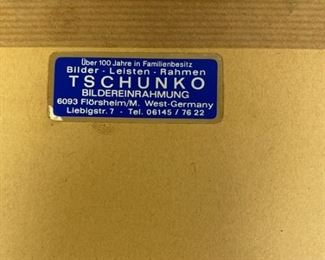 Über 100 Jahre in Familienbesitz
Bilder - Leisten - Rahmen
TSCHUNKO
BILDEREINRAHMUNG
6093 Flörsheim/M. West-Germany
Liebigstr. 7 - Tel. 06145 / 76 22